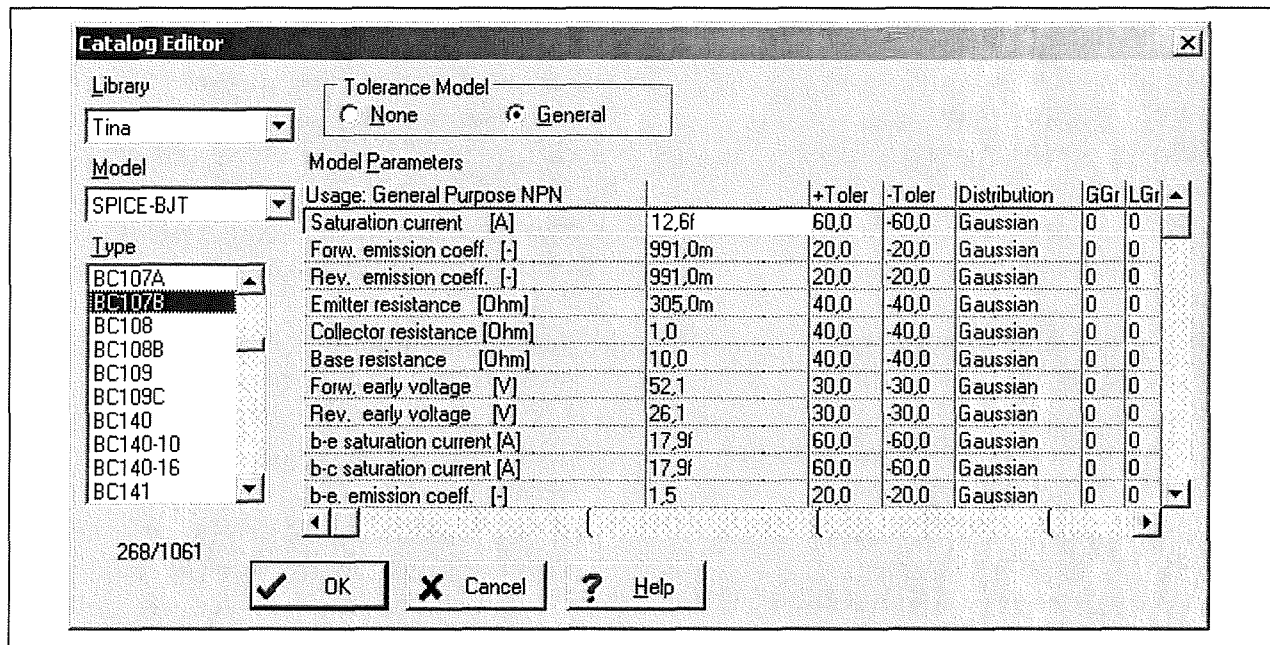 Catalog Editor
Library
Tina
Model
SPICE-BJT
Type
BC107A
BC107B
BC108
BC108B
BC109
BC109C
BC140
BC140-10
BC140-16
BC141
268/1061
Tolerance Model
None General
Model Parameters
Usage: General Purpose NPN +Toler -Toler Distribution GGr LGr
Saturation current [A] 12,6f 60,0 -60,0 Gaussian 0 0
Forw. emission coeff. [-] 991,0m 20,0 -20,0 Gaussian 0 0
Rev. emission coeff. [-] 991,0m 20,0 -20,0 Gaussian 0 0
Emitter resistance [Ohm] 305,0m 40,0 -40,0 Gaussian 0 0
Collector resistance [Ohm] 1,0 40,0 -40,0 Gaussian 0 0
Base resistance [Ohm] 10,0 40,0 -40,0 Gaussian 0 0
Forw. early voltage [V] 52,1 30,0 -30,0 Gaussian 0 0
Rev. early voltage [V] 26,1 30,0 -30,0 Gaussian 0 0
b-e saturation current [A] 17,9f 60,0 -60,0 Gaussian 0 0
b-c saturation current [A] 17,9f 60,0 -60,0 Gaussian 0 0
b-e. emission coeff. [-] 1,5 20,0 -20,0 Gaussian 0 0
OK Cancel ? Help